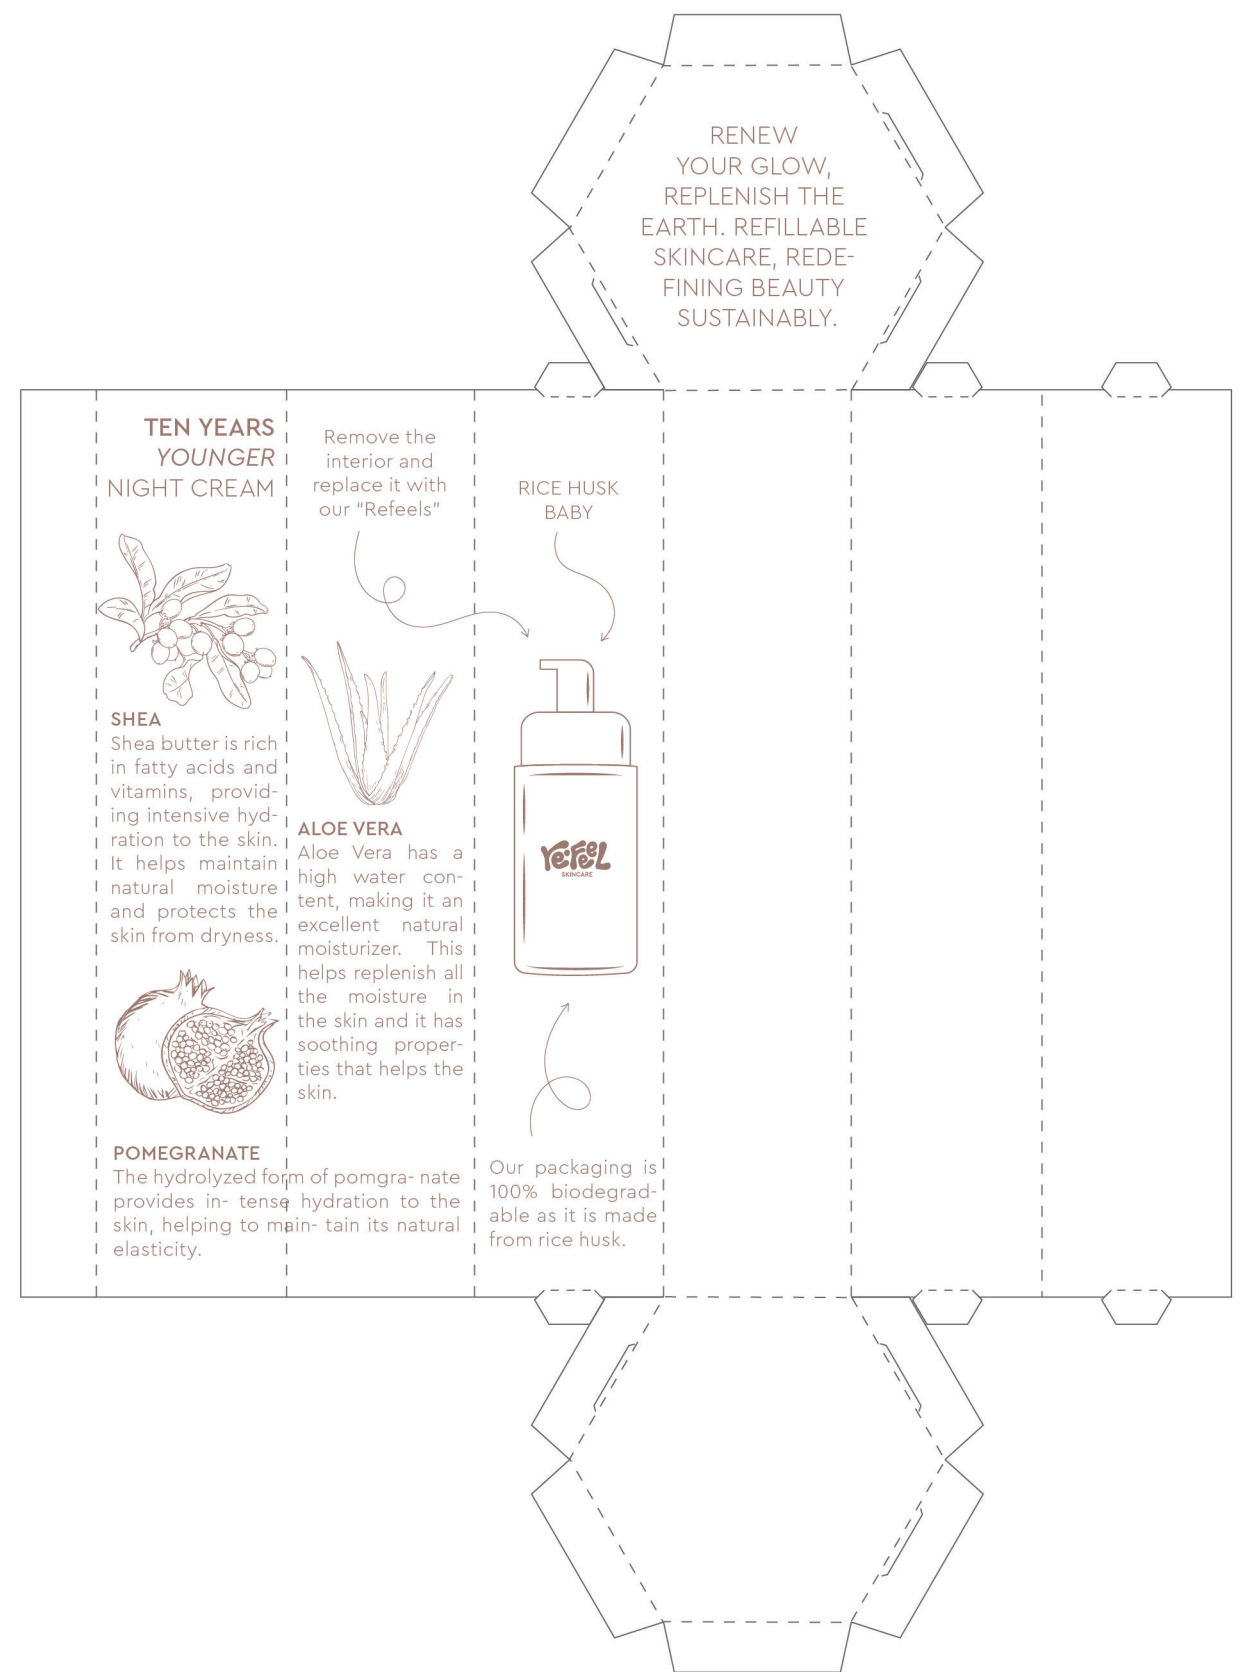 RENEW
YOUR GLOW,
REPLENISH THE
EARTH. REFILLABLE
SKINCARE, REDE-
FINING BEAUTY
SUSTAINABLY.
TEN YEARS
YOUNGER
NIGHT CREAM
SHEA
Shea butter is rich
in fatty acids and
vitamins, provid-
ing intensive hyd-
ration to the skin.
It helps maintain
natural moisture
and protects the
skin from dryness.
POMEGRANATE
The hydrolyzed form of pomgra- nate
provides in- tense hydration to the
skin, helping to main- tain its natural
elasticity.
Remove the
interior and
replace it with
our “Refeels”
ALOE VERA
Aloe Vera has a
high water con-
tent, making it an
excellent natural
moisturizer. This
helps replenish all
the moisture in
the skin and it has
soothing proper-
ties that helps the
skin.
RICE HUSK
BABY
re·feel
SKINCARE
Our packaging is
100% biodegrad-
able as it is made
from rice husk.